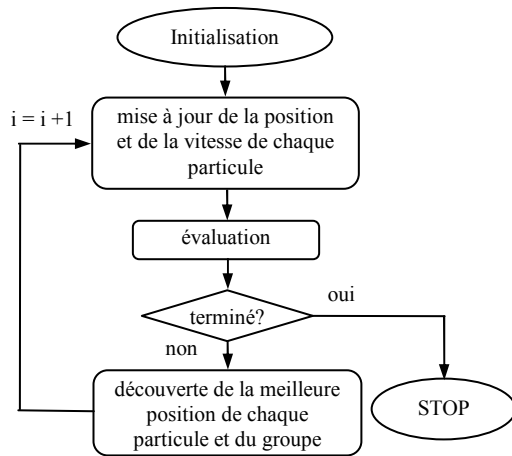 Initialisation
i = i +1
mise à jour de la position
et de la vitesse de chaque
particule
évaluation
terminé?
oui
non
découverte de la meilleure
position de chaque
particule et du groupe
STOP